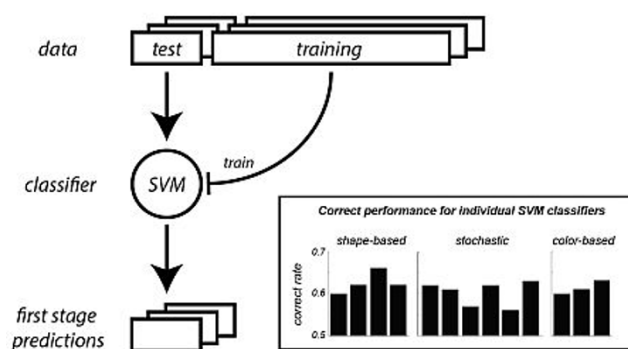 data
test
training
train
classifier
SVM
first stage
predictions
Correct performance for individual SVM classifiers
shape-based stochastic color-based
correct rate
0.7
0.6
0.5